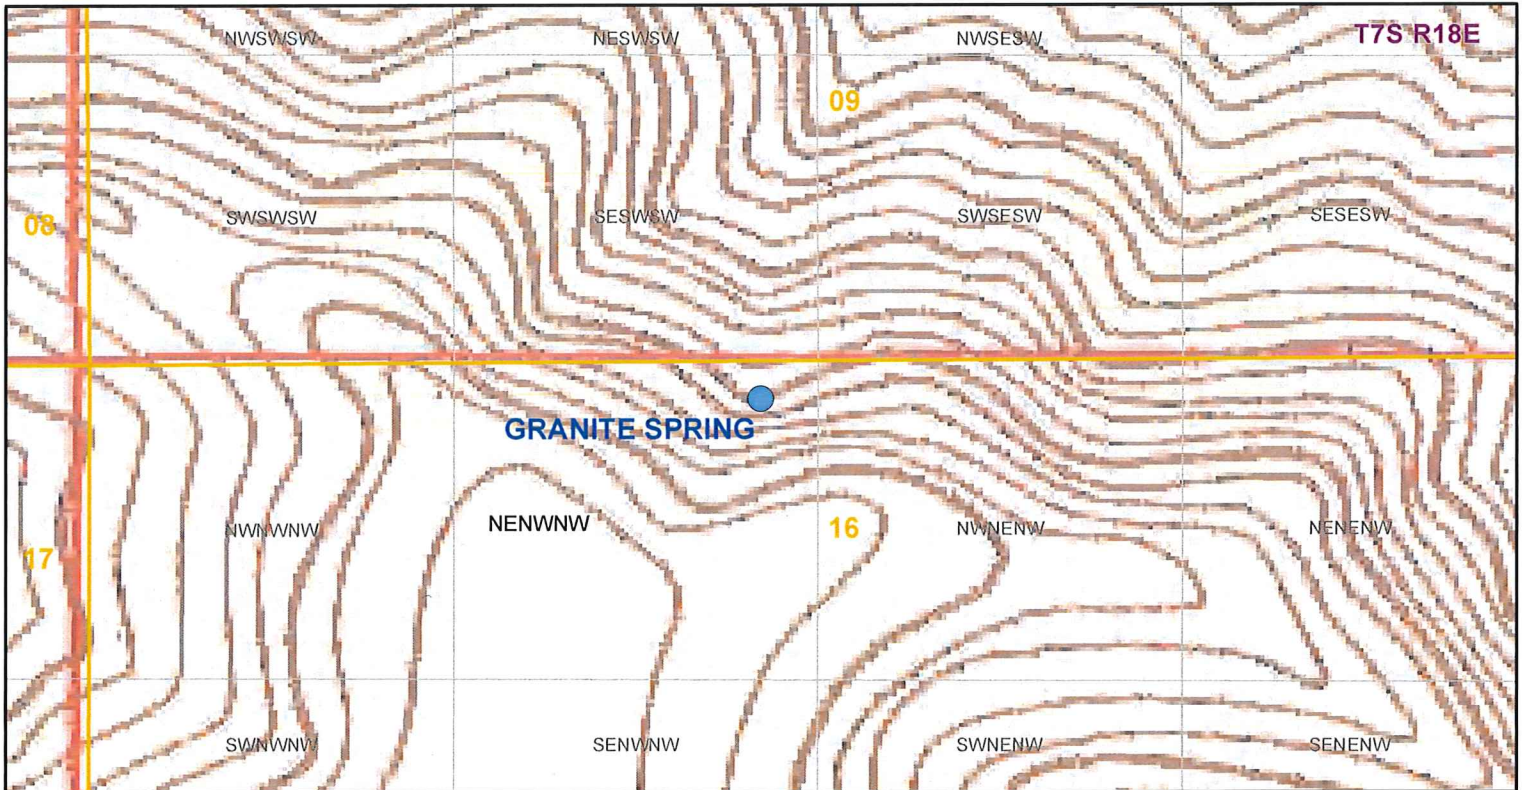 NWSWSW NESWSW NWSESW T7S R18E
09
08 SWSWSW SESWSW SWSESW SESESW
GRANITE SPRING
17 NWNWNW NENWNW 16 NWNENW NENENW
SWNWNW SENWNW SWNENW SENENW